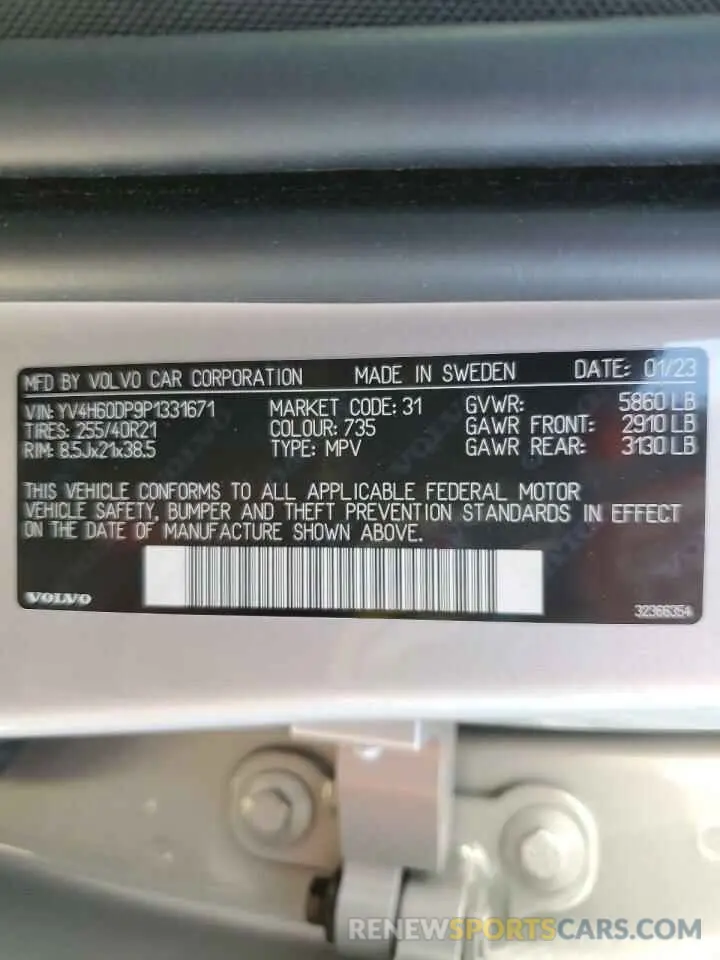 MFD BY VOLVO CAR CORPORATION MADE IN SWEDEN DATE: 01/23
VIN: YV4H60DP9P1331671 MARKET CODE: 31 GVWR: 5860 LB
TIRES: 255/40R21 COLOUR: 735 GAWR FRONT: 2910 LB
RIM: 8.5Jx21x38.5 TYPE: MPV GAWR REAR: 3130 LB
THIS VEHICLE CONFORMS TO ALL APPLICABLE FEDERAL MOTOR
VEHICLE SAFETY, BUMPER AND THEFT PREVENTION STANDARDS IN EFFECT
ON THE DATE OF MANUFACTURE SHOWN ABOVE.
VOLVO 32366354
RENEWSPORTSCARS.COM